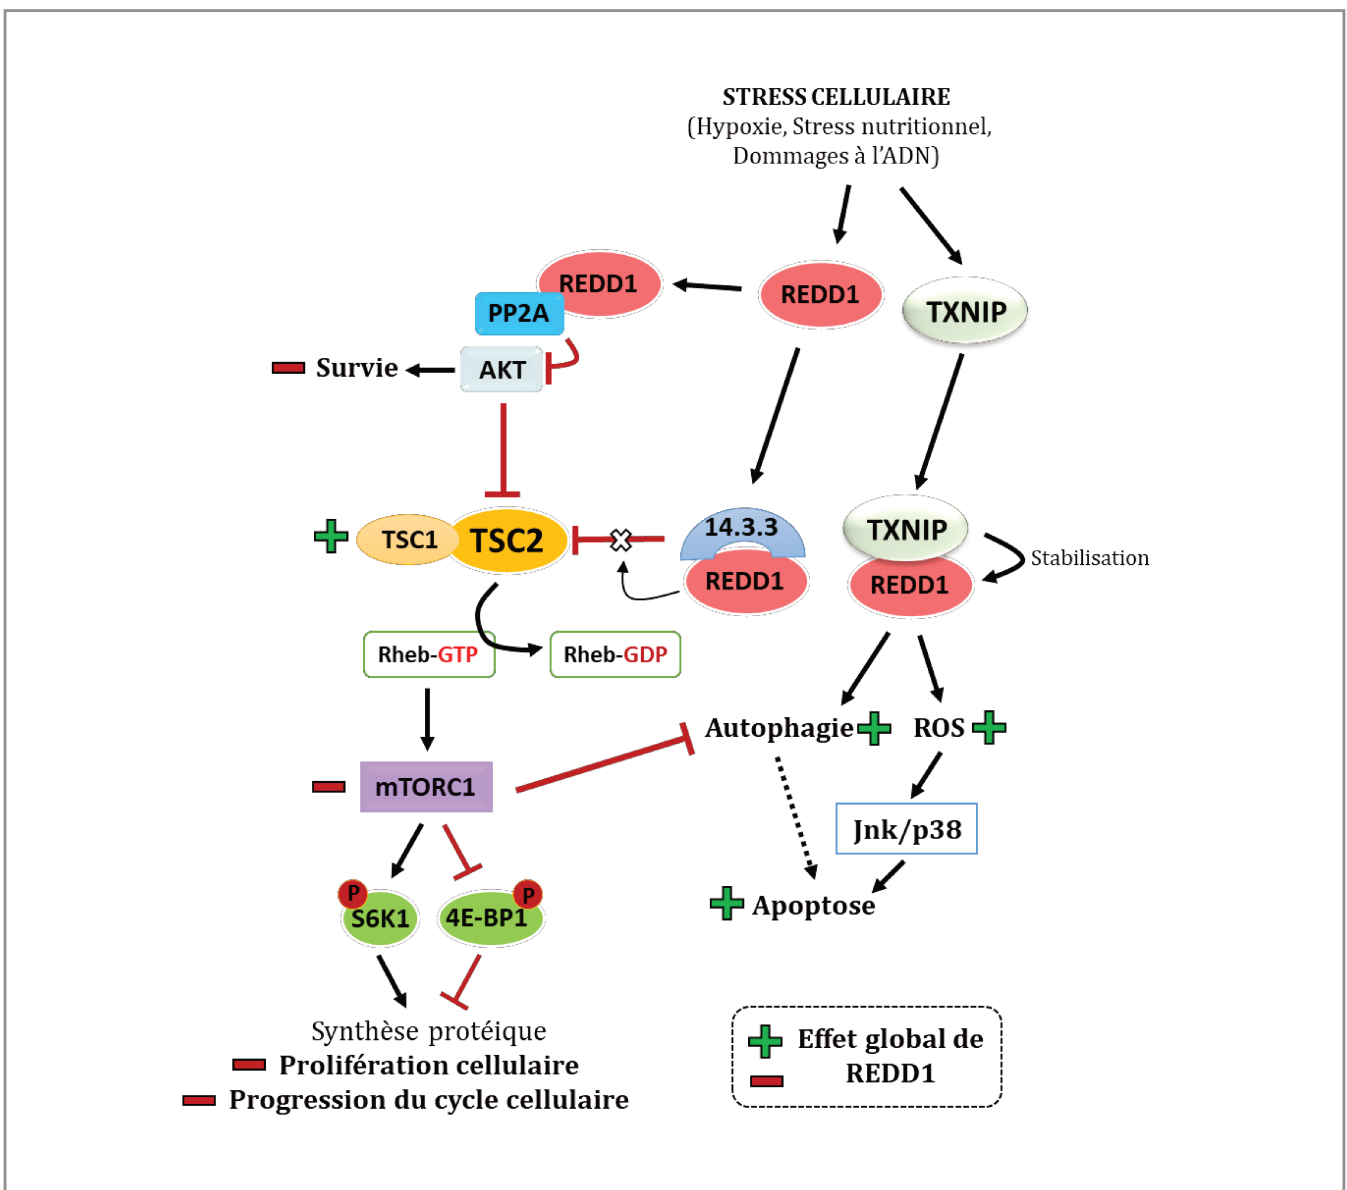 STRESS CELLULAIRE
(Hypoxie, Stress nutritionnel,
Dommages à l'ADN)
REDD1
REDD1
TXNIP
PP2A
AKT
Survie
TSC1
TSC2
14.3.3
REDD1
TXNIP
REDD1
Stabilisation
Rheb-GTP
Rheb-GDP
Autophagie
ROS
mTORC1
Jnk/p38
P
S6K1
P
4E-BP1
Apoptose
Synthèse protéique
Prolifération cellulaire
Progression du cycle cellulaire
Effet global de
REDD1